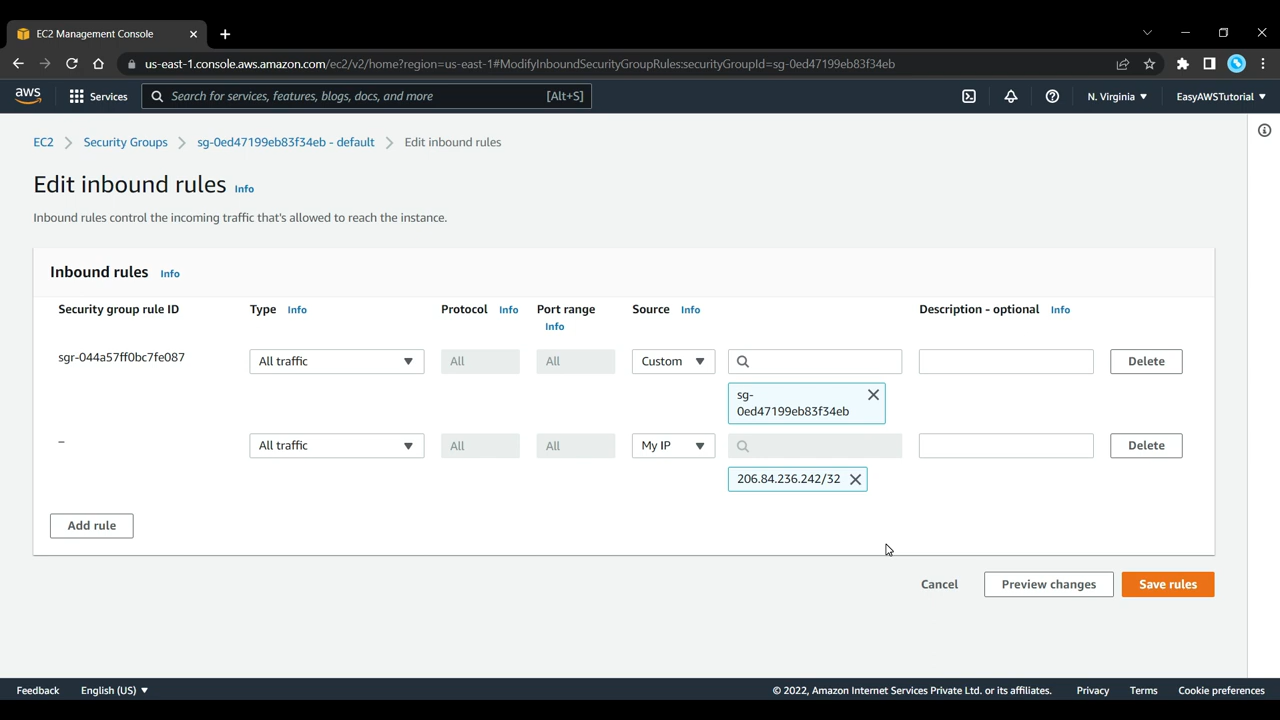 EC2 Management Console
us-east-1.console.aws.amazon.com/ec2/v2/home?region=us-east-1#ModifyInboundSecurityGroupRules:securityGroupId=sg-0ed47199eb83f34eb
aws Services Search for services, features, blogs, docs, and more [Alt+S] N. Virginia EasyAWSTutorial
EC2 Security Groups sg-0ed47199eb83f34eb - default Edit inbound rules
Edit inbound rules Info
Inbound rules control the incoming traffic that's allowed to reach the instance.
Inbound rules Info
Security group rule ID Type Info Protocol Info Port range Source Info Description - optional Info
Info
sgr-044a57ff0bc7fe087 All traffic All All Custom Delete
sg-
0ed47199eb83f34eb
– All traffic All All My IP Delete
206.84.236.242/32
Add rule
Cancel Preview changes Save rules
Feedback English (US) © 2022, Amazon Internet Services Private Ltd. or its affiliates. Privacy Terms Cookie preferences